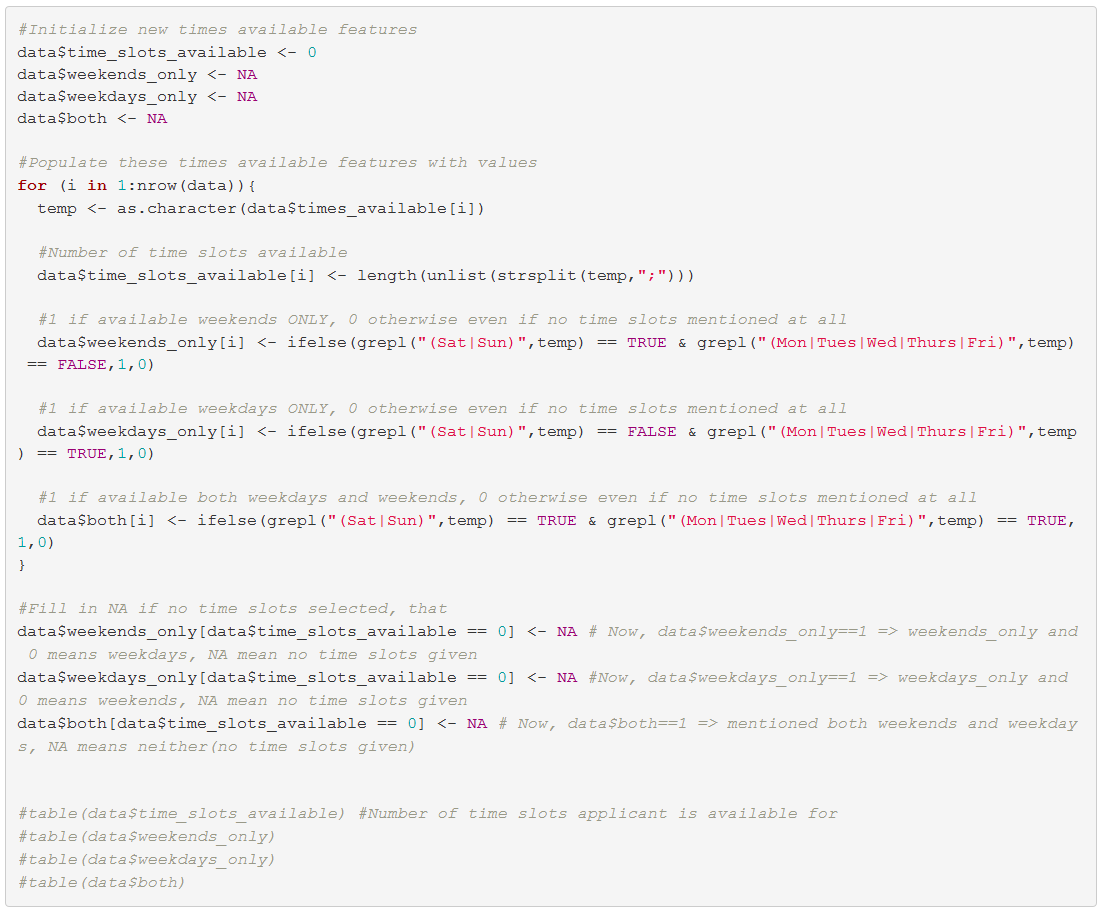 #Initialize new times available features
data$time_slots_available <- 0
data$weekends_only <- NA
data$weekdays_only <- NA
data$both <- NA

#Populate these times available features with values
for (i in 1:nrow(data)){
  temp <- as.character(data$times_available[i])

  #Number of time slots available
  data$time_slots_available[i] <- length(unlist(strsplit(temp,";")))

  #1 if available weekends ONLY, 0 otherwise even if no time slots mentioned at all
  data$weekends_only[i] <- ifelse(grepl("(Sat|Sun)",temp) == TRUE & grepl("(Mon|Tues|Wed|Thurs|Fri)",temp)
 == FALSE,1,0)

  #1 if available weekdays ONLY, 0 otherwise even if no time slots mentioned at all
  data$weekdays_only[i] <- ifelse(grepl("(Sat|Sun)",temp) == FALSE & grepl("(Mon|Tues|Wed|Thurs|Fri)",temp
) == TRUE,1,0)

  #1 if available both weekdays and weekends, 0 otherwise even if no time slots mentioned at all
  data$both[i] <- ifelse(grepl("(Sat|Sun)",temp) == TRUE & grepl("(Mon|Tues|Wed|Thurs|Fri)",temp) == TRUE,
1,0)
}

#Fill in NA if no time slots selected, that
data$weekends_only[data$time_slots_available == 0] <- NA # Now, data$weekends_only==1 => weekends_only and
 0 means weekdays, NA mean no time slots given
data$weekdays_only[data$time_slots_available == 0] <- NA #Now, data$weekdays_only==1 => weekdays_only and
0 means weekends, NA mean no time slots given
data$both[data$time_slots_available == 0] <- NA # Now, data$both==1 => mentioned both weekends and weekday
s, NA means neither(no time slots given)


#table(data$time_slots_available) #Number of time slots applicant is available for
#table(data$weekends_only)
#table(data$weekdays_only)
#table(data$both)